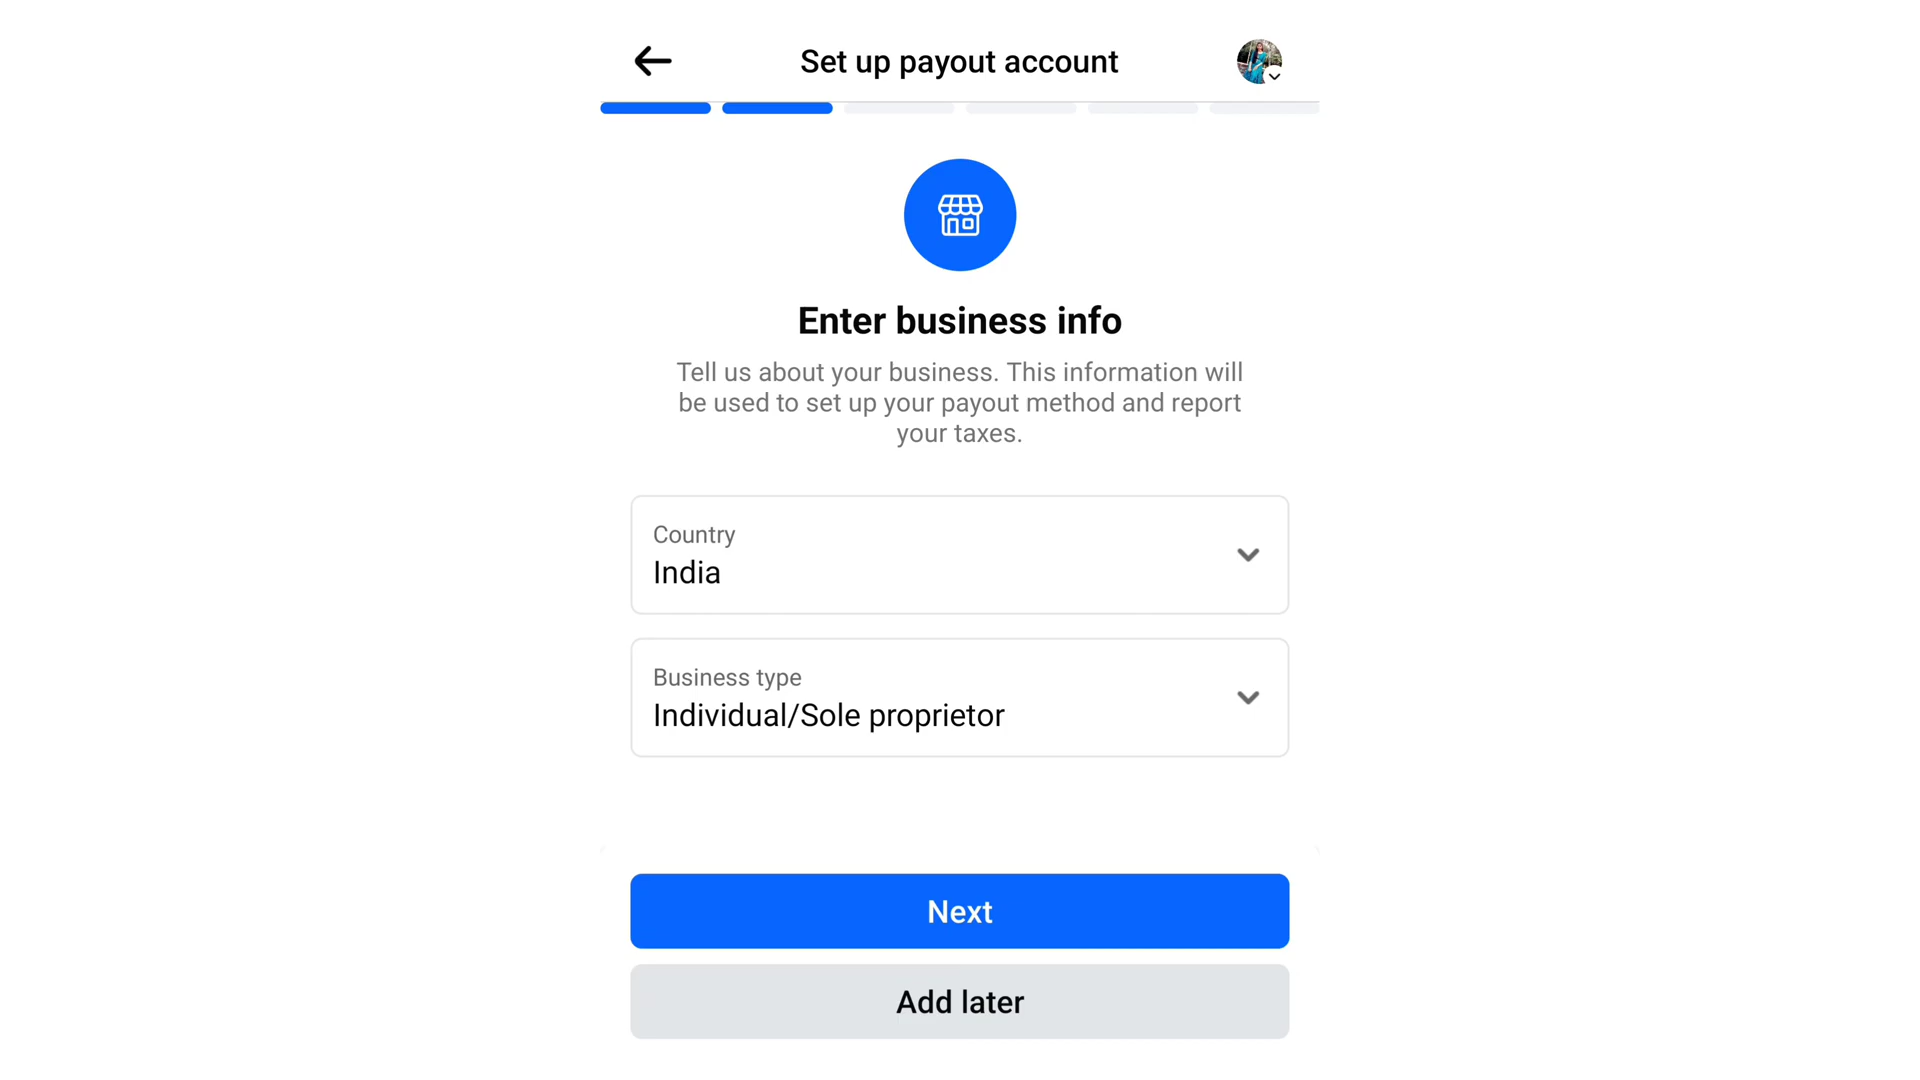 Set up payout account
Enter business info
Tell us about your business. This information will
be used to set up your payout method and report
your taxes.
Country
India
Business type
Individual/Sole proprietor
Next
Add later